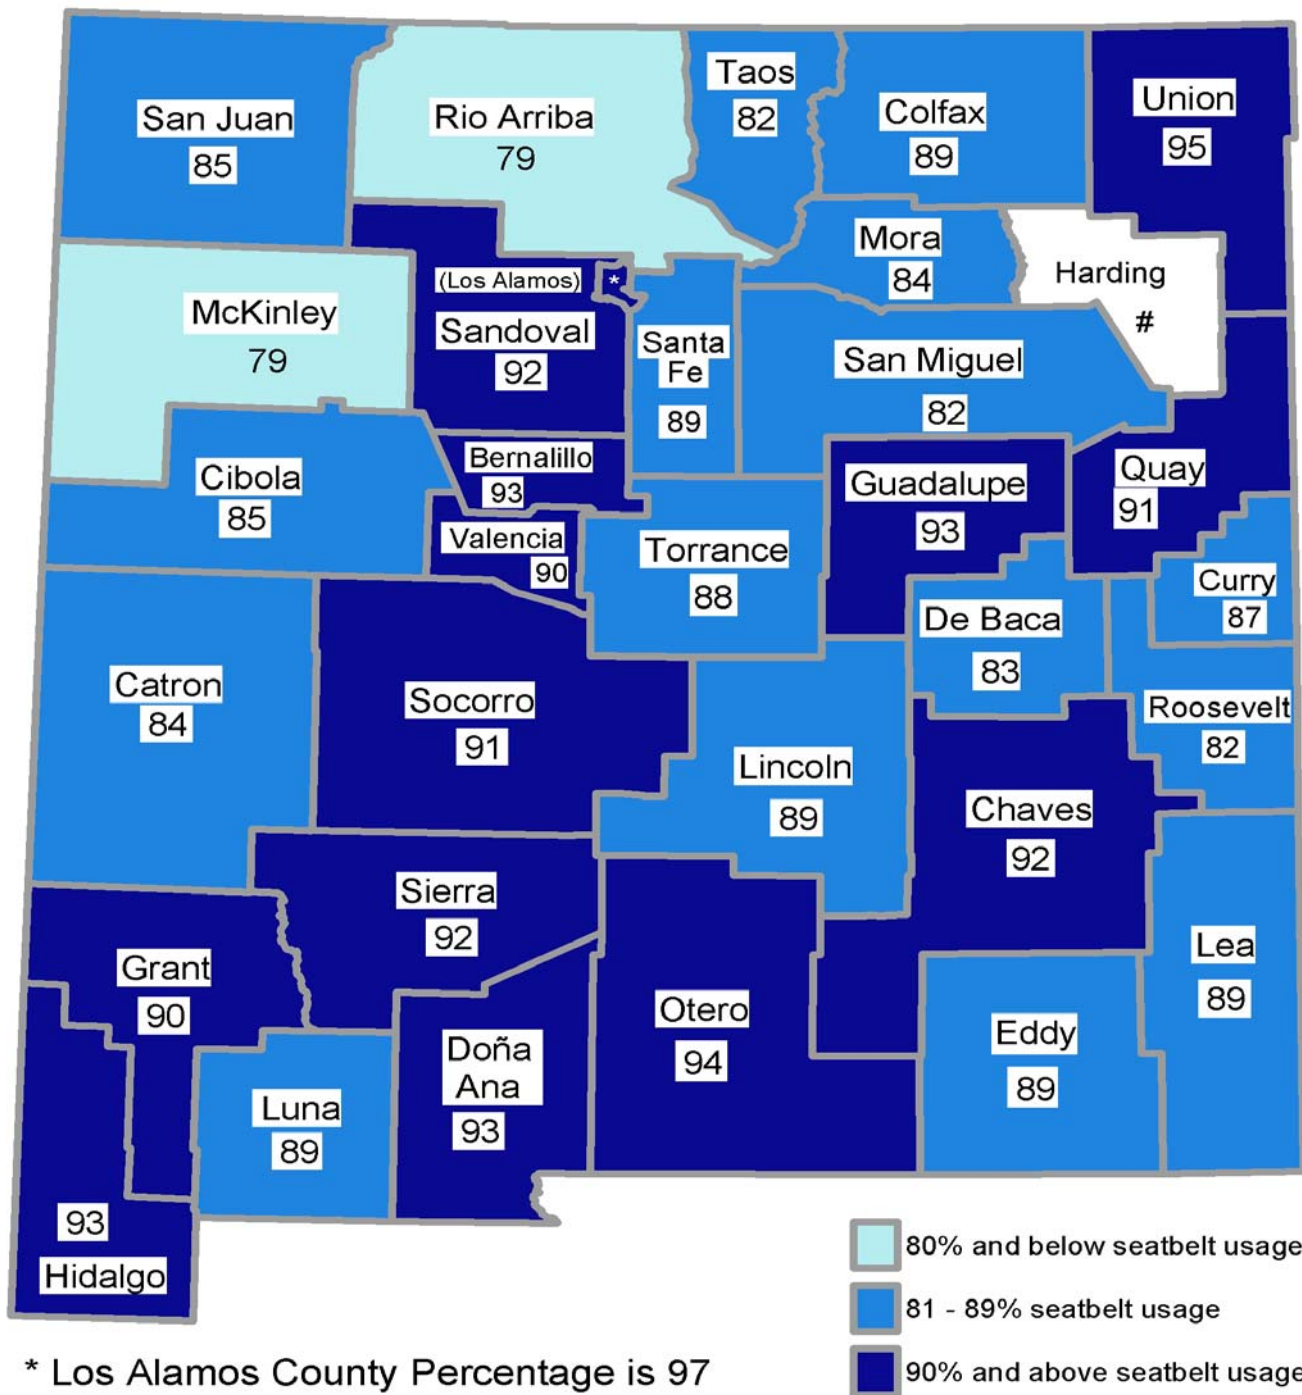 San Juan
85
Rio Arriba
79
Taos
82
Colfax
89
Union
95
Mora
84
Harding
#
(Los Alamos)
*
McKinley
79
Sandoval
92
Santa
Fe
89
San Miguel
82
Cibola
85
Bernalillo
93
Guadalupe
93
Quay
91
Valencia
90
Torrance
88
Curry
87
De Baca
83
Catron
84
Socorro
91
Roosevelt
82
Lincoln
89
Chaves
92
Sierra
92
Grant
90
Lea
89
Otero
94
Eddy
89
Doña
Ana
93
Luna
89
93
Hidalgo
80% and below seatbelt usage
81 - 89% seatbelt usage
90% and above seatbelt usage
* Los Alamos County Percentage is 97